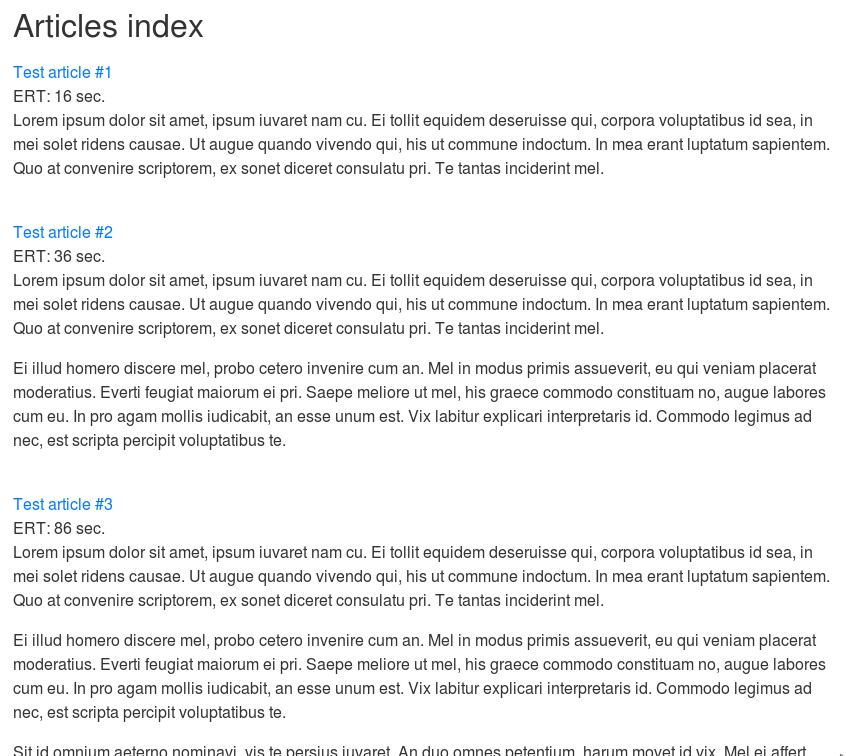 Articles index
Test article #1
ERT: 16 sec.
Lorem ipsum dolor sit amet, ipsum iuvaret nam cu. Ei tollit equidem deseruisse qui, corpora voluptatibus id sea, in
mei solet ridens causae. Ut augue quando vivendo qui, his ut commune indoctum. In mea erant luptatum sapientem.
Quo at convenire scriptorem, ex sonet diceret consulatu pri. Te tantas inciderint mel.
Test article #2
ERT: 36 sec.
Lorem ipsum dolor sit amet, ipsum iuvaret nam cu. Ei tollit equidem deseruisse qui, corpora voluptatibus id sea, in
mei solet ridens causae. Ut augue quando vivendo qui, his ut commune indoctum. In mea erant luptatum sapientem.
Quo at convenire scriptorem, ex sonet diceret consulatu pri. Te tantas inciderint mel.
Ei illud homero discere mel, probo cetero invenire cum an. Mel in modus primis assueverit, eu qui veniam placerat
moderatius. Everti feugiat maiorum ei pri. Saepe meliore ut mel, his graece commodo constituam no, augue labores
cum eu. In pro agam mollis iudicabit, an esse unum est. Vix labitur explicari interpretaris id. Commodo legimus ad
nec, est scripta percipit voluptatibus te.
Test article #3
ERT: 86 sec.
Lorem ipsum dolor sit amet, ipsum iuvaret nam cu. Ei tollit equidem deseruisse qui, corpora voluptatibus id sea, in
mei solet ridens causae. Ut augue quando vivendo qui, his ut commune indoctum. In mea erant luptatum sapientem.
Quo at convenire scriptorem, ex sonet diceret consulatu pri. Te tantas inciderint mel.
Ei illud homero discere mel, probo cetero invenire cum an. Mel in modus primis assueverit, eu qui veniam placerat
moderatius. Everti feugiat maiorum ei pri. Saepe meliore ut mel, his graece commodo constituam no, augue labores
cum eu. In pro agam mollis iudicabit, an esse unum est. Vix labitur explicari interpretaris id. Commodo legimus ad
nec, est scripta percipit voluptatibus te.
Sit id omnium aeterno nominavi, vis te persius iuvaret. An duo omnes petentium, harum movet id vix. Mel ei affert